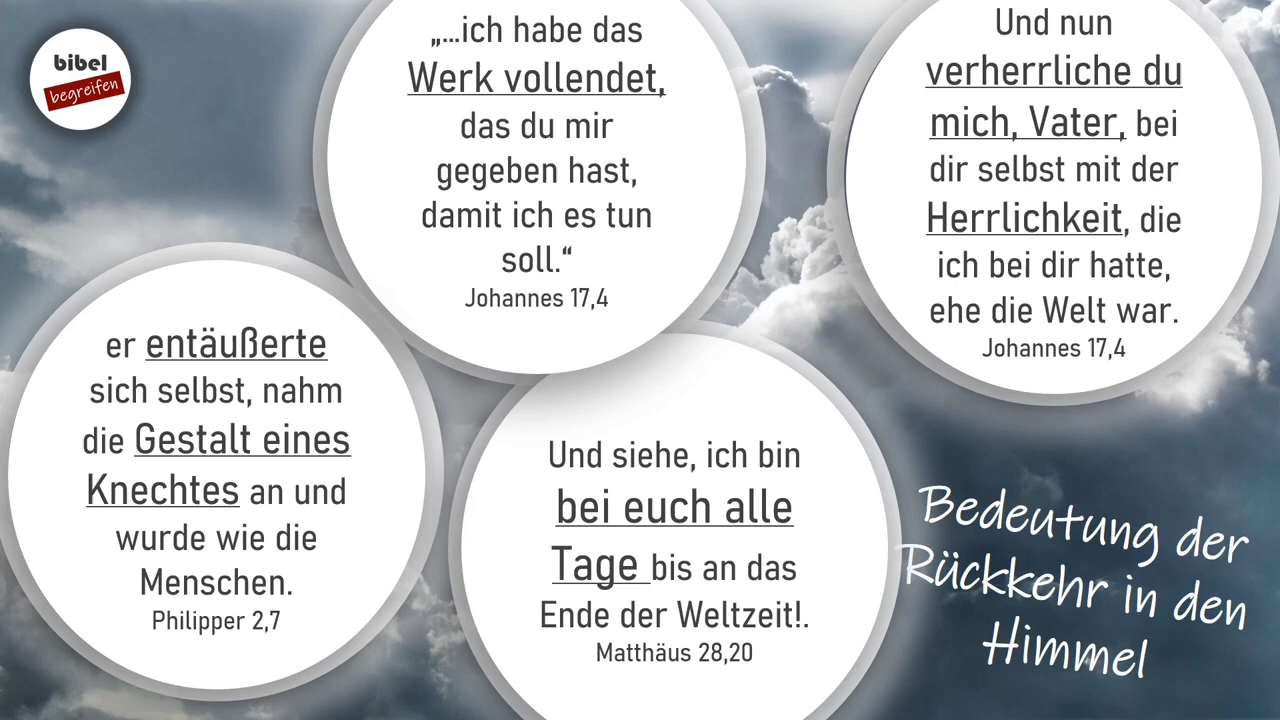 bibel
begreifen
„…ich habe das
Werk vollendet,
das du mir
gegeben hast,
damit ich es tun
soll.“
Johannes 17,4
Und nun
verherrliche du
mich, Vater, bei
dir selbst mit der
Herrlichkeit, die
ich bei dir hatte,
ehe die Welt war.
Johannes 17,4
er entäußerte
sich selbst, nahm
die Gestalt eines
Knechtes an und
wurde wie die
Menschen.
Philipper 2,7
Und siehe, ich bin
bei euch alle
Tage bis an das
Ende der Weltzeit!.
Matthäus 28,20
Bedeutung der
Rückkehr in den
Himmel